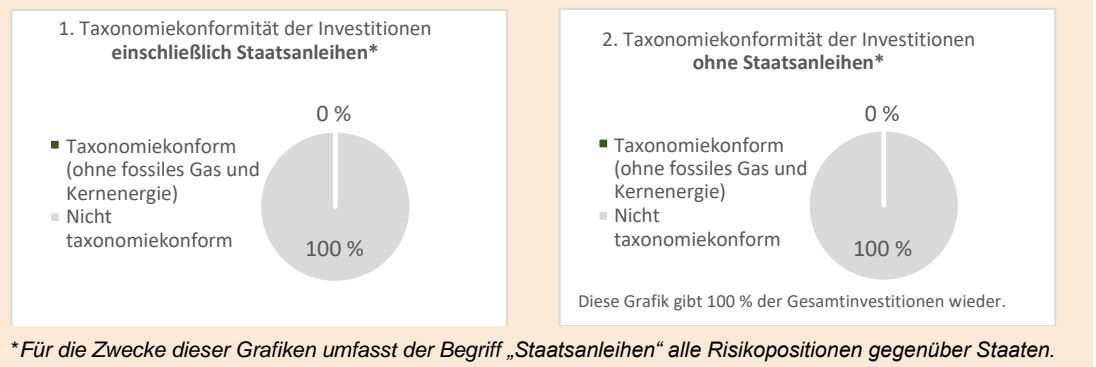 1. Taxonomiekonformität der Investitionen
einschließlich Staatsanleihen*
0 %
Taxonomiekonform
(ohne fossiles Gas und
Kernenergie)
Nicht
taxonomiekonform
100 %
2. Taxonomiekonformität der Investitionen
ohne Staatsanleihen*
0 %
Taxonomiekonform
(ohne fossiles Gas und
Kernenergie)
Nicht
taxonomiekonform
100 %
Diese Grafik gibt 100 % der Gesamtinvestitionen wieder.
*Für die Zwecke dieser Grafiken umfasst der Begriff „Staatsanleihen“ alle Risikopositionen gegenüber Staaten.